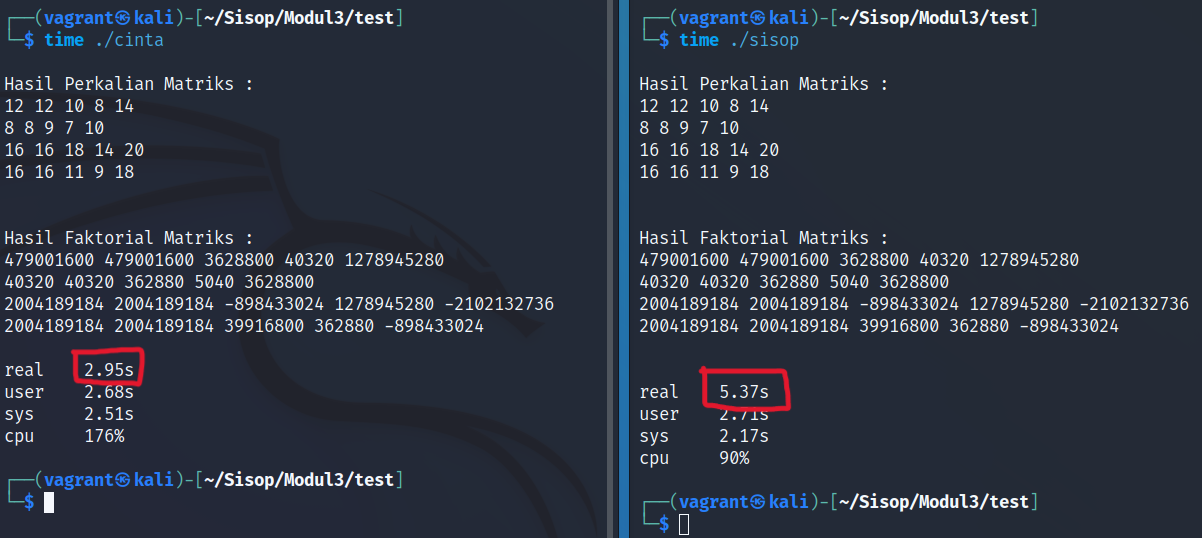 ┌──(vagrant㉿kali)-[~/Sisop/Modul3/test]
└─$ time ./cinta
Hasil Perkalian Matriks :
12 12 10 8 14
8 8 9 7 10
16 16 18 14 20
16 16 11 9 18
Hasil Faktorial Matriks :
479001600 479001600 3628800 40320 1278945280
40320 40320 362880 5040 3628800
2004189184 2004189184 -898433024 1278945280 -2102132736
2004189184 2004189184 39916800 362880 -898433024
real 2.95s
user 2.68s
sys 2.51s
cpu 176%
┌──(vagrant㉿kali)-[~/Sisop/Modul3/test]
└─$
┌──(vagrant㉿kali)-[~/Sisop/Modul3/test]
└─$ time ./sisop
Hasil Perkalian Matriks :
12 12 10 8 14
8 8 9 7 10
16 16 18 14 20
16 16 11 9 18
Hasil Faktorial Matriks :
479001600 479001600 3628800 40320 1278945280
40320 40320 362880 5040 3628800
2004189184 2004189184 -898433024 1278945280 -2102132736
2004189184 2004189184 39916800 362880 -898433024
real 5.37s
user 2.71s
sys 2.17s
cpu 90%
┌──(vagrant㉿kali)-[~/Sisop/Modul3/test]
└─$